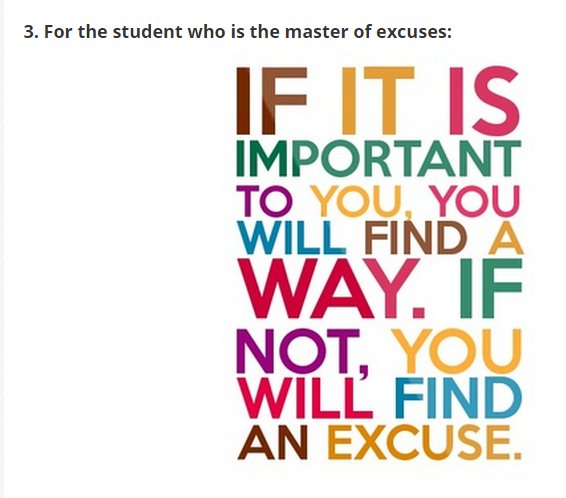 3. For the student who is the master of excuses:
IF IT IS
IMPORTANT
TO YOU, YOU
WILL FIND A
WAY. IF
NOT, YOU
WILL FIND
AN EXCUSE.